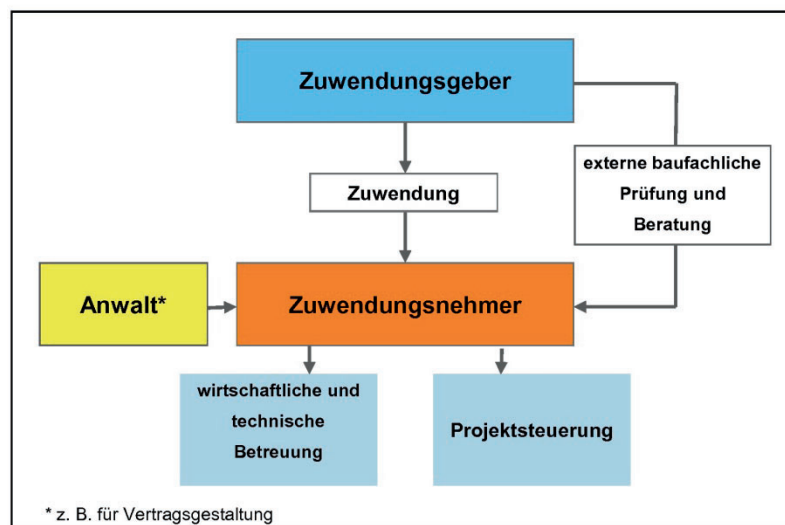 Zuwendungsgeber
Zuwendung
externe baufachliche
Prüfung und
Beratung
Anwalt*
Zuwendungsnehmer
wirtschaftliche und
technische
Betreuung
Projektsteuerung
* z. B. für Vertragsgestaltung